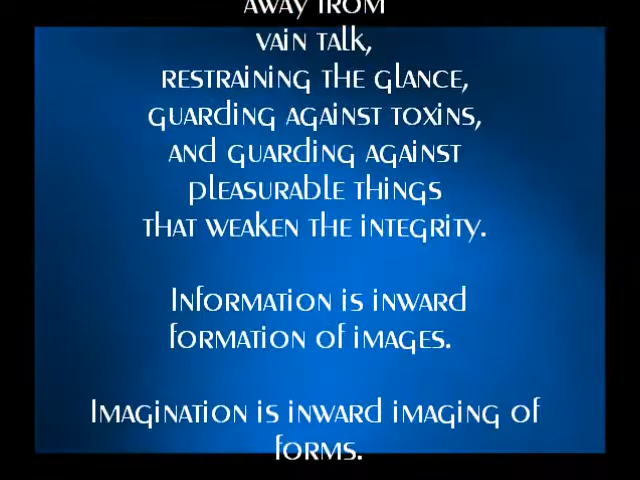 away from
vain talk,
restraining the glance,
guarding against toxins,
and guarding against
pleasurable things
that weaken the integrity.
Information is inward
formation of images.
Imagination is inward imaging of
forms.